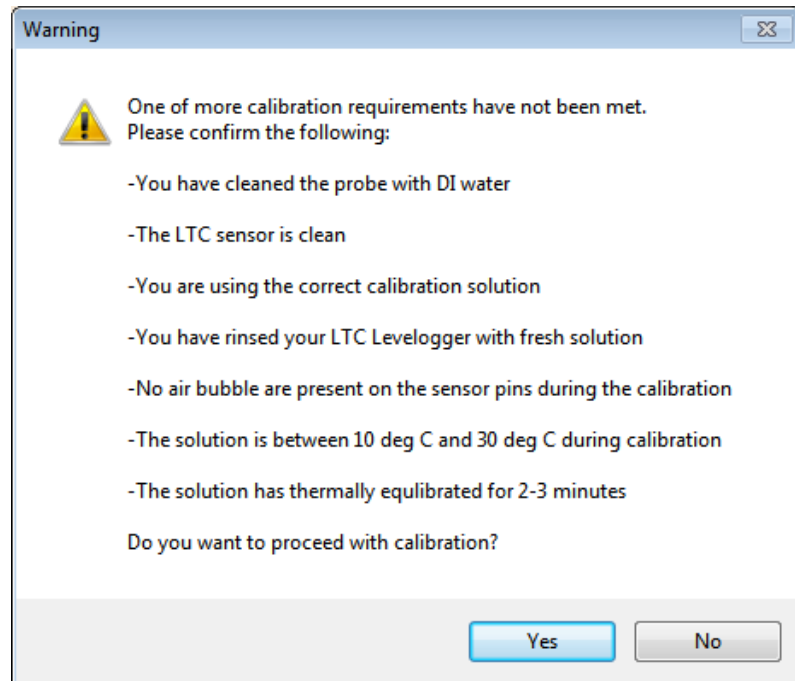 Warning
One of more calibration requirements have not been met.
Please confirm the following:
-You have cleaned the probe with DI water
-The LTC sensor is clean
-You are using the correct calibration solution
-You have rinsed your LTC Levelogger with fresh solution
-No air bubble are present on the sensor pins during the calibration
-The solution is between 10 deg C and 30 deg C during calibration
-The solution has thermally equlibrated for 2-3 minutes
Do you want to proceed with calibration?
Yes
No